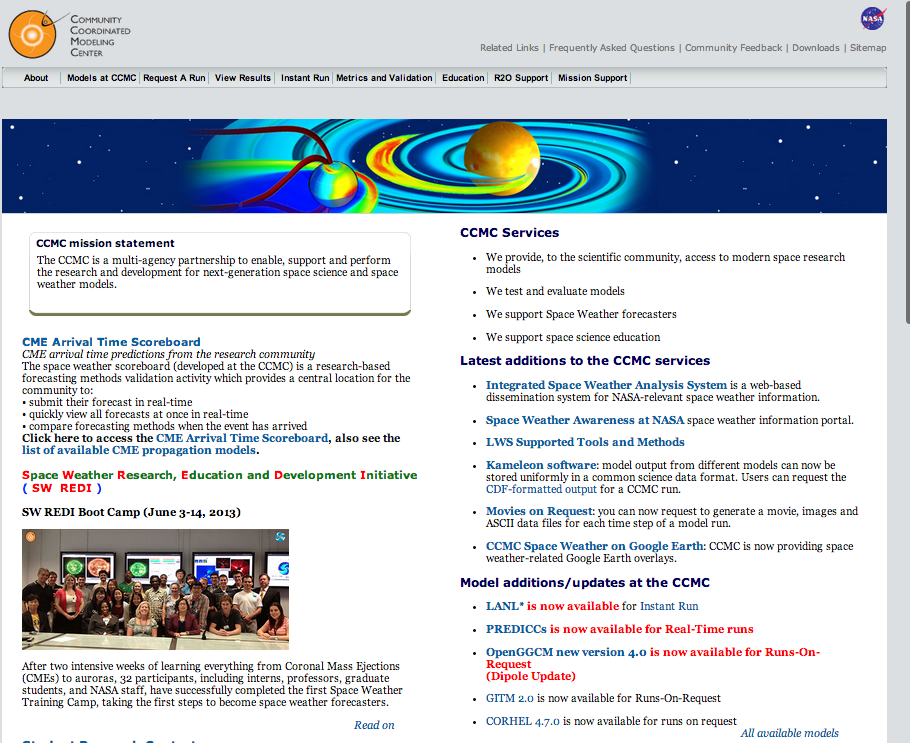 COMMUNITY
COORDINATED
MODELING
CENTER
NASA
Related Links | Frequently Asked Questions | Community Feedback | Downloads | Sitemap
About | Models at CCMC | Request A Run | View Results | Instant Run | Metrics and Validation | Education | R2O Support | Mission Support |
CCMC mission statement
The CCMC is a multi-agency partnership to enable, support and perform
the research and development for next-generation space science and space
weather models.
CME Arrival Time Scoreboard
CME arrival time predictions from the research community
The space weather scoreboard (developed at the CCMC) is a research-based
forecasting methods validation activity which provides a central location for the
community to:
• submit their forecast in real-time
• quickly view all forecasts at once in real-time
• compare forecasting methods when the event has arrived
Click here to access the CME Arrival Time Scoreboard, also see the
list of available CME propagation models.
Space Weather Research, Education and Development Initiative
( SW REDI )
SW REDI Boot Camp (June 3-14, 2013)
After two intensive weeks of learning everything from Coronal Mass Ejections
(CMEs) to auroras, 32 participants, including interns, professors, graduate
students, and NASA staff, have successfully completed the first Space Weather
Training Camp, taking the first steps to become space weather forecasters.
Read on
CCMC Services
• We provide, to the scientific community, access to modern space research
models
• We test and evaluate models
• We support Space Weather forecasters
• We support space science education
Latest additions to the CCMC services
• Integrated Space Weather Analysis System is a web-based
dissemination system for NASA-relevant space weather information.
• Space Weather Awareness at NASA space weather information portal.
• LWS Supported Tools and Methods
• Kameleon software: model output from different models can now be
stored uniformly in a common science data format. Users can request the
CDF-formatted output for a CCMC run.
• Movies on Request: you can now request to generate a movie, images and
ASCII data files for each time step of a model run.
• CCMC Space Weather on Google Earth: CCMC is now providing space
weather-related Google Earth overlays.
Model additions/updates at the CCMC
• LANL* is now available for Instant Run
• PREDICCs is now available for Real-Time runs
• OpenGGCM new version 4.0 is now available for Runs-On-
Request
(Dipole Update)
• GITM 2.0 is now available for Runs-On-Request
• CORHEL 4.7.0 is now available for runs on request
All available models